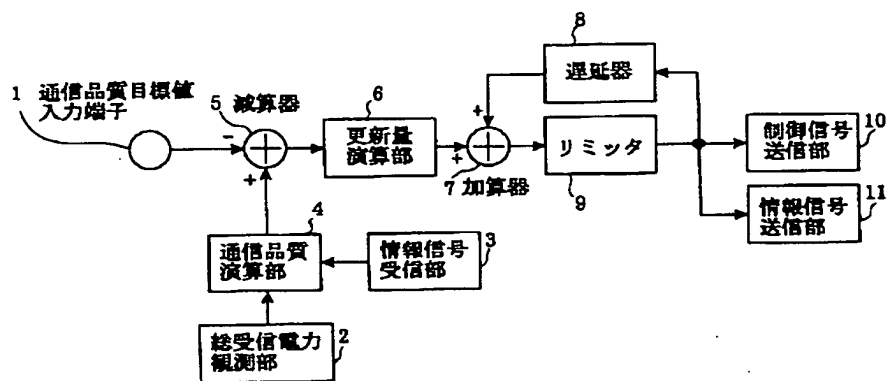 8
遅延器
1 通信品質目標値
入力端子
5 減算器
6
更新量
演算部
-
+
+
+
7 加算器
リミッタ
9
10
制御信号
送信部
11
情報信号
送信部
4
通信品質
演算部
情報信号
受信部
3
総受信電力
観測部
2